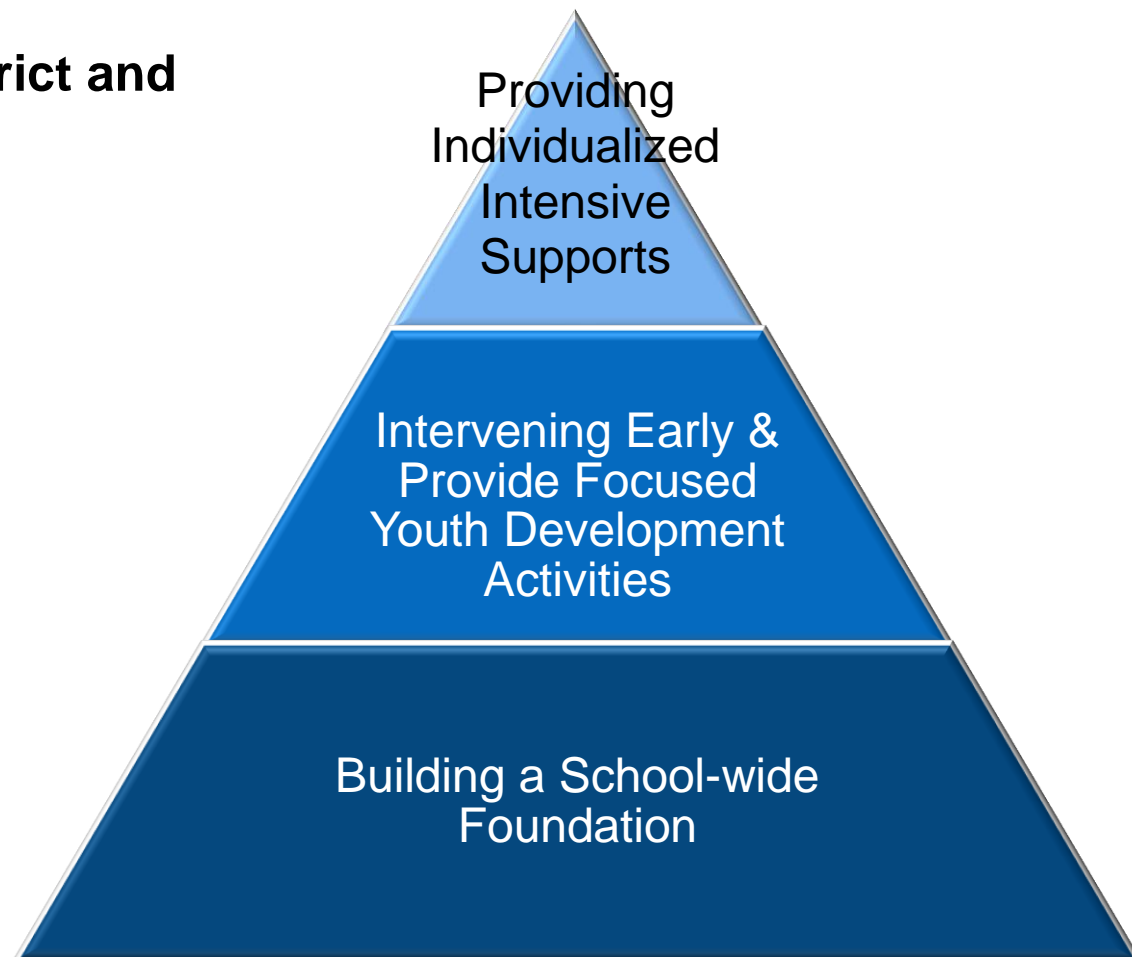 rict and
Providing
Individualized
Intensive
Supports
Intervening Early &
Provide Focused
Youth Development
Activities
Building a School-wide
Foundation